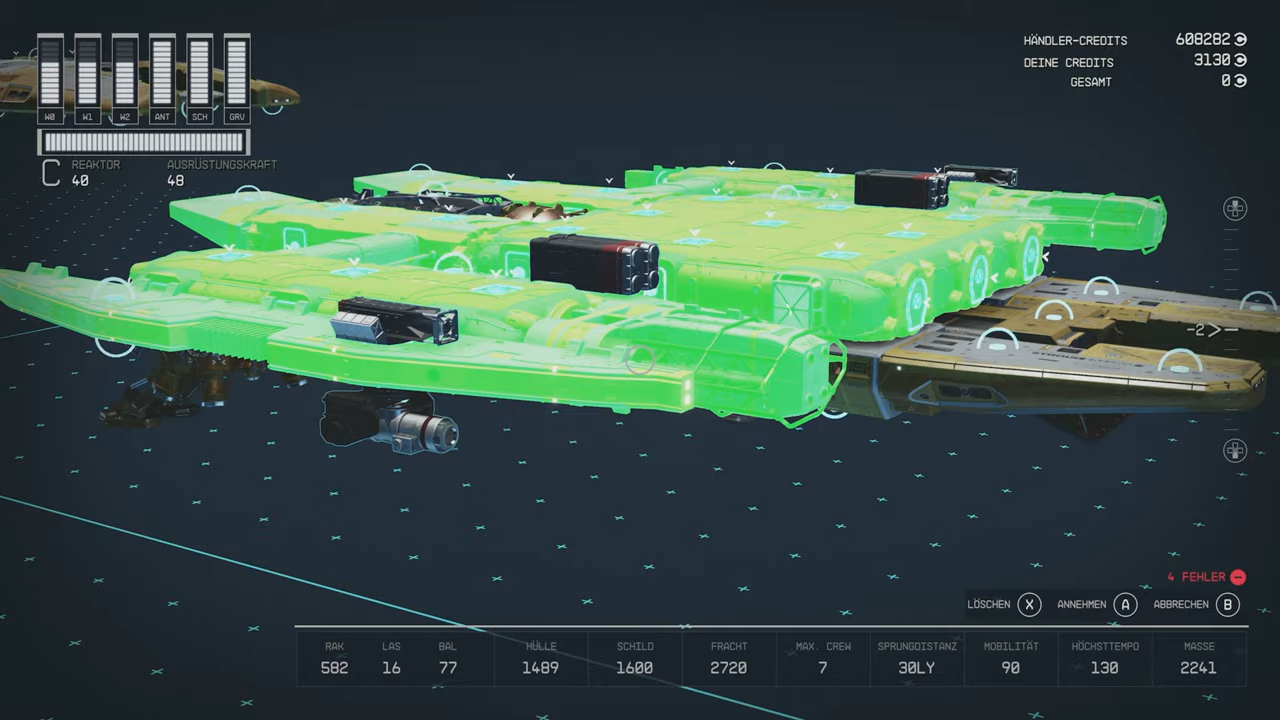 W0 W1 W2 ANT SCH GRV
C REAKTOR 40 AUSRÜSTUNGSKRAFT 48
HÄNDLER-CREDITS 608282
DEINE CREDITS 3130
GESAMT 0
-2
4 FEHLER
LÖSCHEN X ANNEHMEN A ABBRECHEN B
RAK LAS BAL HÜLLE SCHILD FRACHT MAX. CREW SPRUNGDISTANZ MOBILITÄT HÖCHSTTEMPO MASSE
582 16 77 1489 1600 2720 7 30LY 90 130 2241